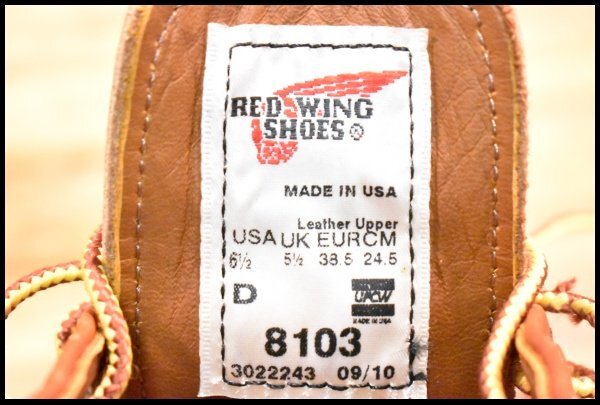 RED WING
SHOES ®
MADE IN USA
Leather Upper
USA UK EUR CM
6½ 5½ 38.5 24.5
D
UFCW
MADE IN USA
8103
3022243 09/10